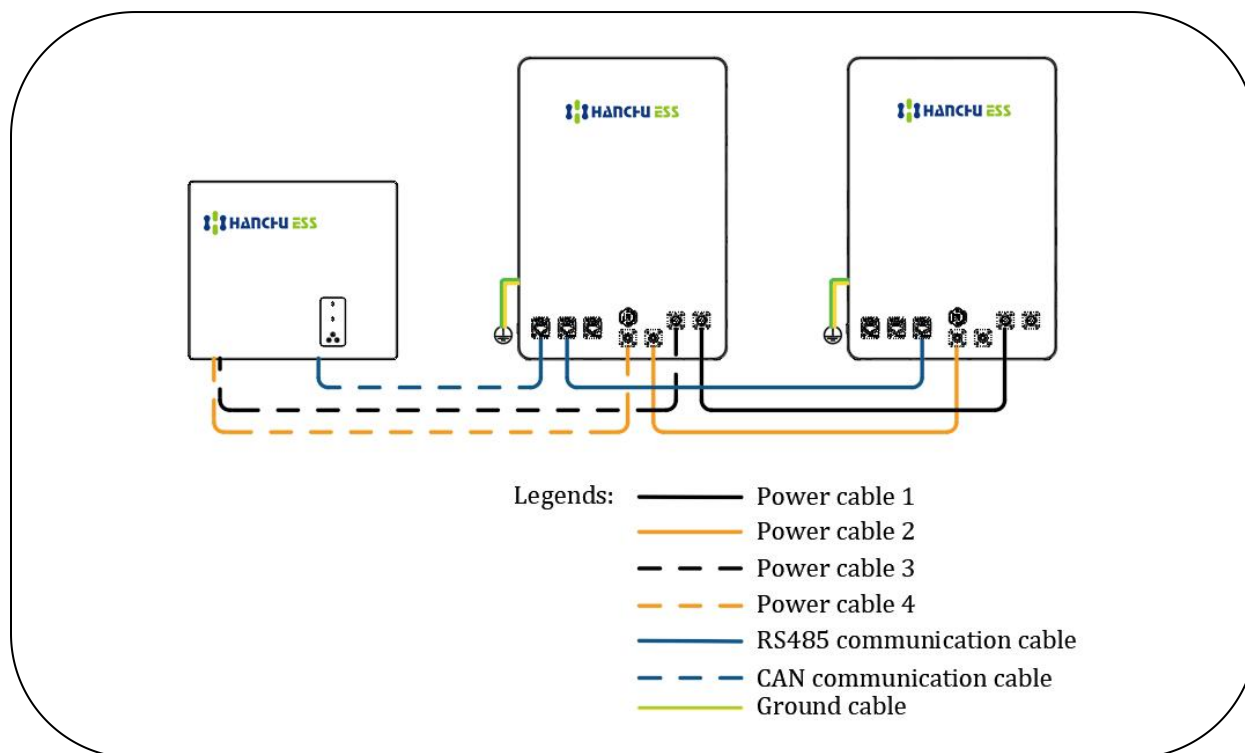 HANCHU ESS
HANCHU ESS
HANCHU ESS
Legends:
Power cable 1
Power cable 2
Power cable 3
Power cable 4
RS485 communication cable
CAN communication cable
Ground cable